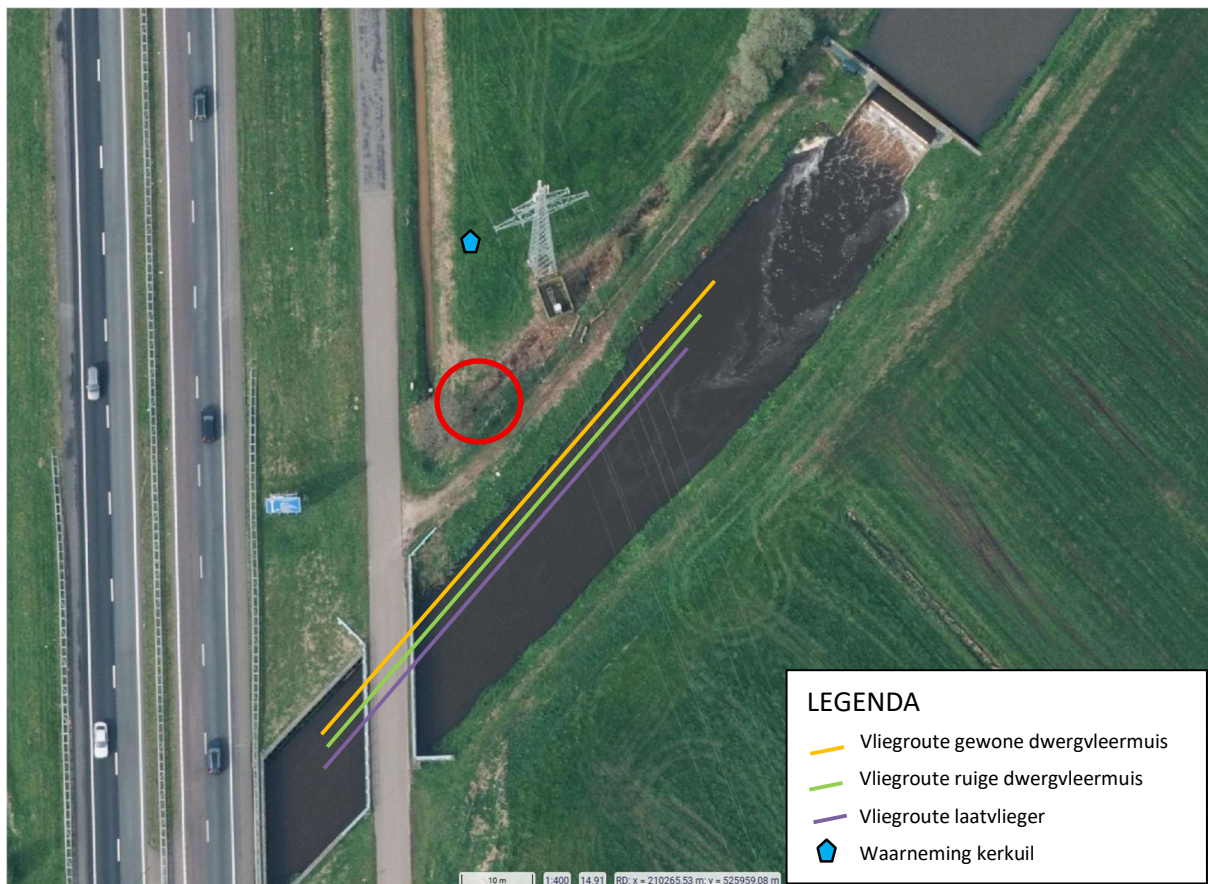 LEGENDA
Vliegroute gewone dwergvleermuis
Vliegroute ruige dwergvleermuis
Vliegroute laatvlieger
Waarneming kerkuil
10 m 1:400 14.91 RD: x = 210265.53 m; y = 525959.08 m